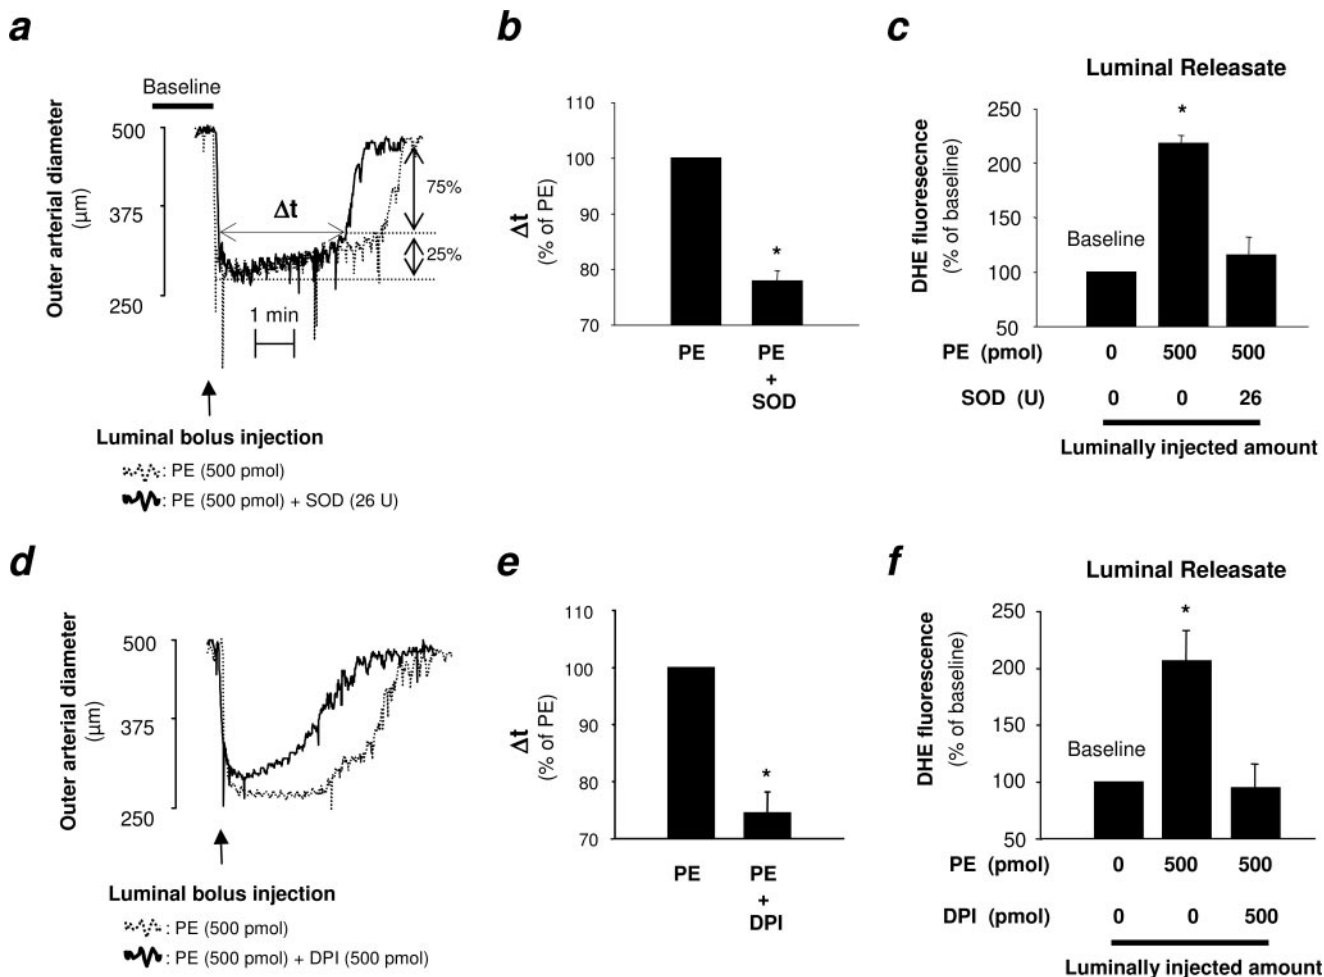 a
Baseline
Outer arterial diameter
(µm)
500
375
250
Δt
75%
25%
1 min
Luminal bolus injection
: PE (500 pmol)
: PE (500 pmol) + SOD (26 U)
b
Δt
(% of PE)
110
100
90
80
70
*
PE
PE
+
SOD
c
Luminal Releasate
DHE fluoresecnce
(% of baseline)
250
200
150
100
50
Baseline
*
PE (pmol) 0 500 500
SOD (U) 0 0 26
Luminally injected amount
d
Outer arterial diameter
(µm)
500
375
250
Luminal bolus injection
: PE (500 pmol)
: PE (500 pmol) + DPI (500 pmol)
e
Δt
(% of PE)
110
100
90
80
70
*
PE
PE
+
DPI
f
Luminal Releasate
DHE fluorescence
(% of baseline)
250
200
150
100
50
Baseline
*
PE (pmol) 0 500 500
DPI (pmol) 0 0 500
Luminally injected amount